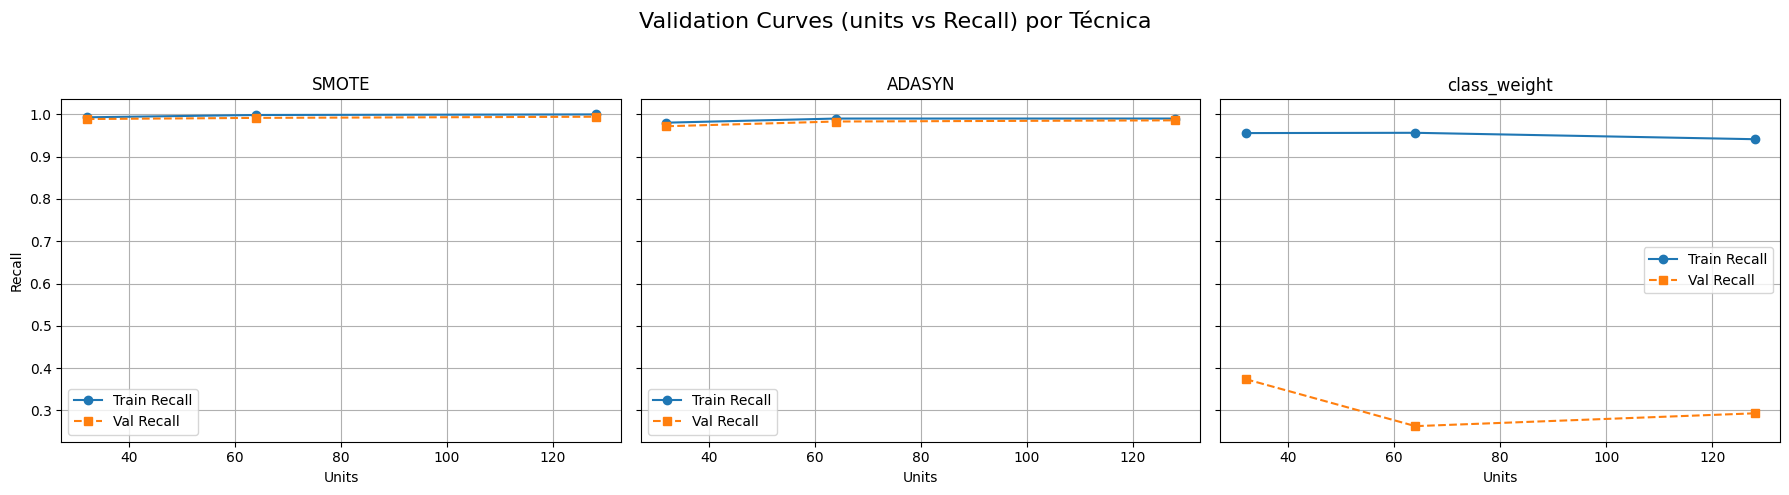 Validation Curves (units vs Recall) por Técnica
SMOTE
1.0
0.9
0.8
0.7
0.6
0.5
0.4
0.3
Recall
Train Recall
Val Recall
40 60 80 100 120
Units
ADASYN
Train Recall
Val Recall
40 60 80 100 120
Units
class_weight
Train Recall
Val Recall
40 60 80 100 120
Units